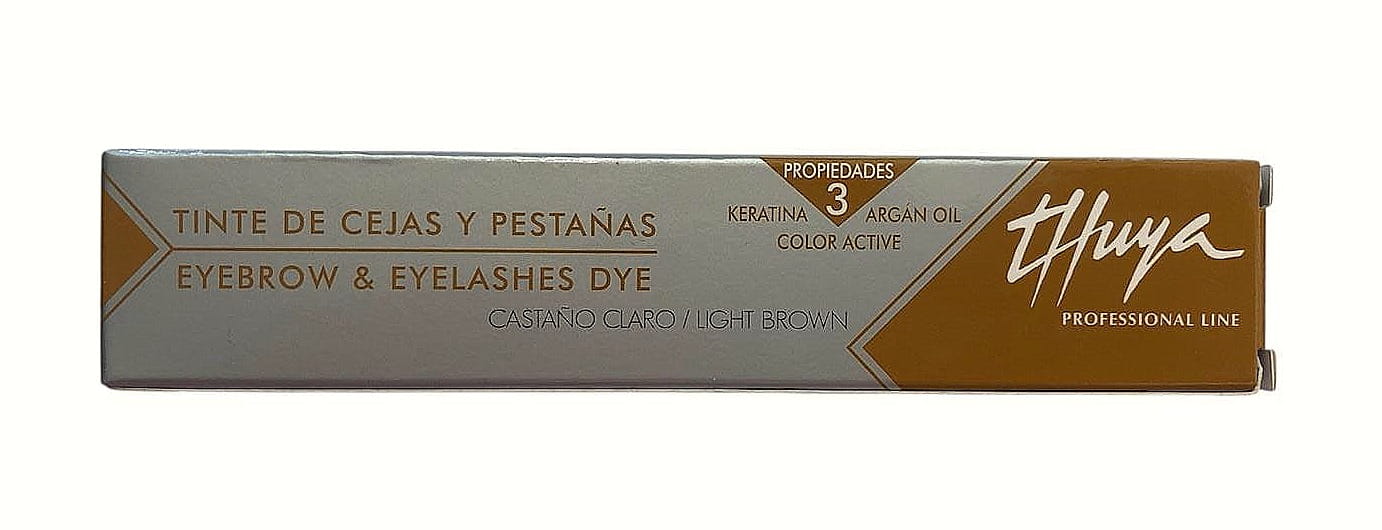 TINTE DE CEJAS Y PESTAÑAS
EYEBROW & EYELASHES DYE
CASTAÑO CLARO / LIGHT BROWN
PROPIEDADES
3
KERATINA ARGÁN OIL
COLOR ACTIVE
tHuya
PROFESSIONAL LINE